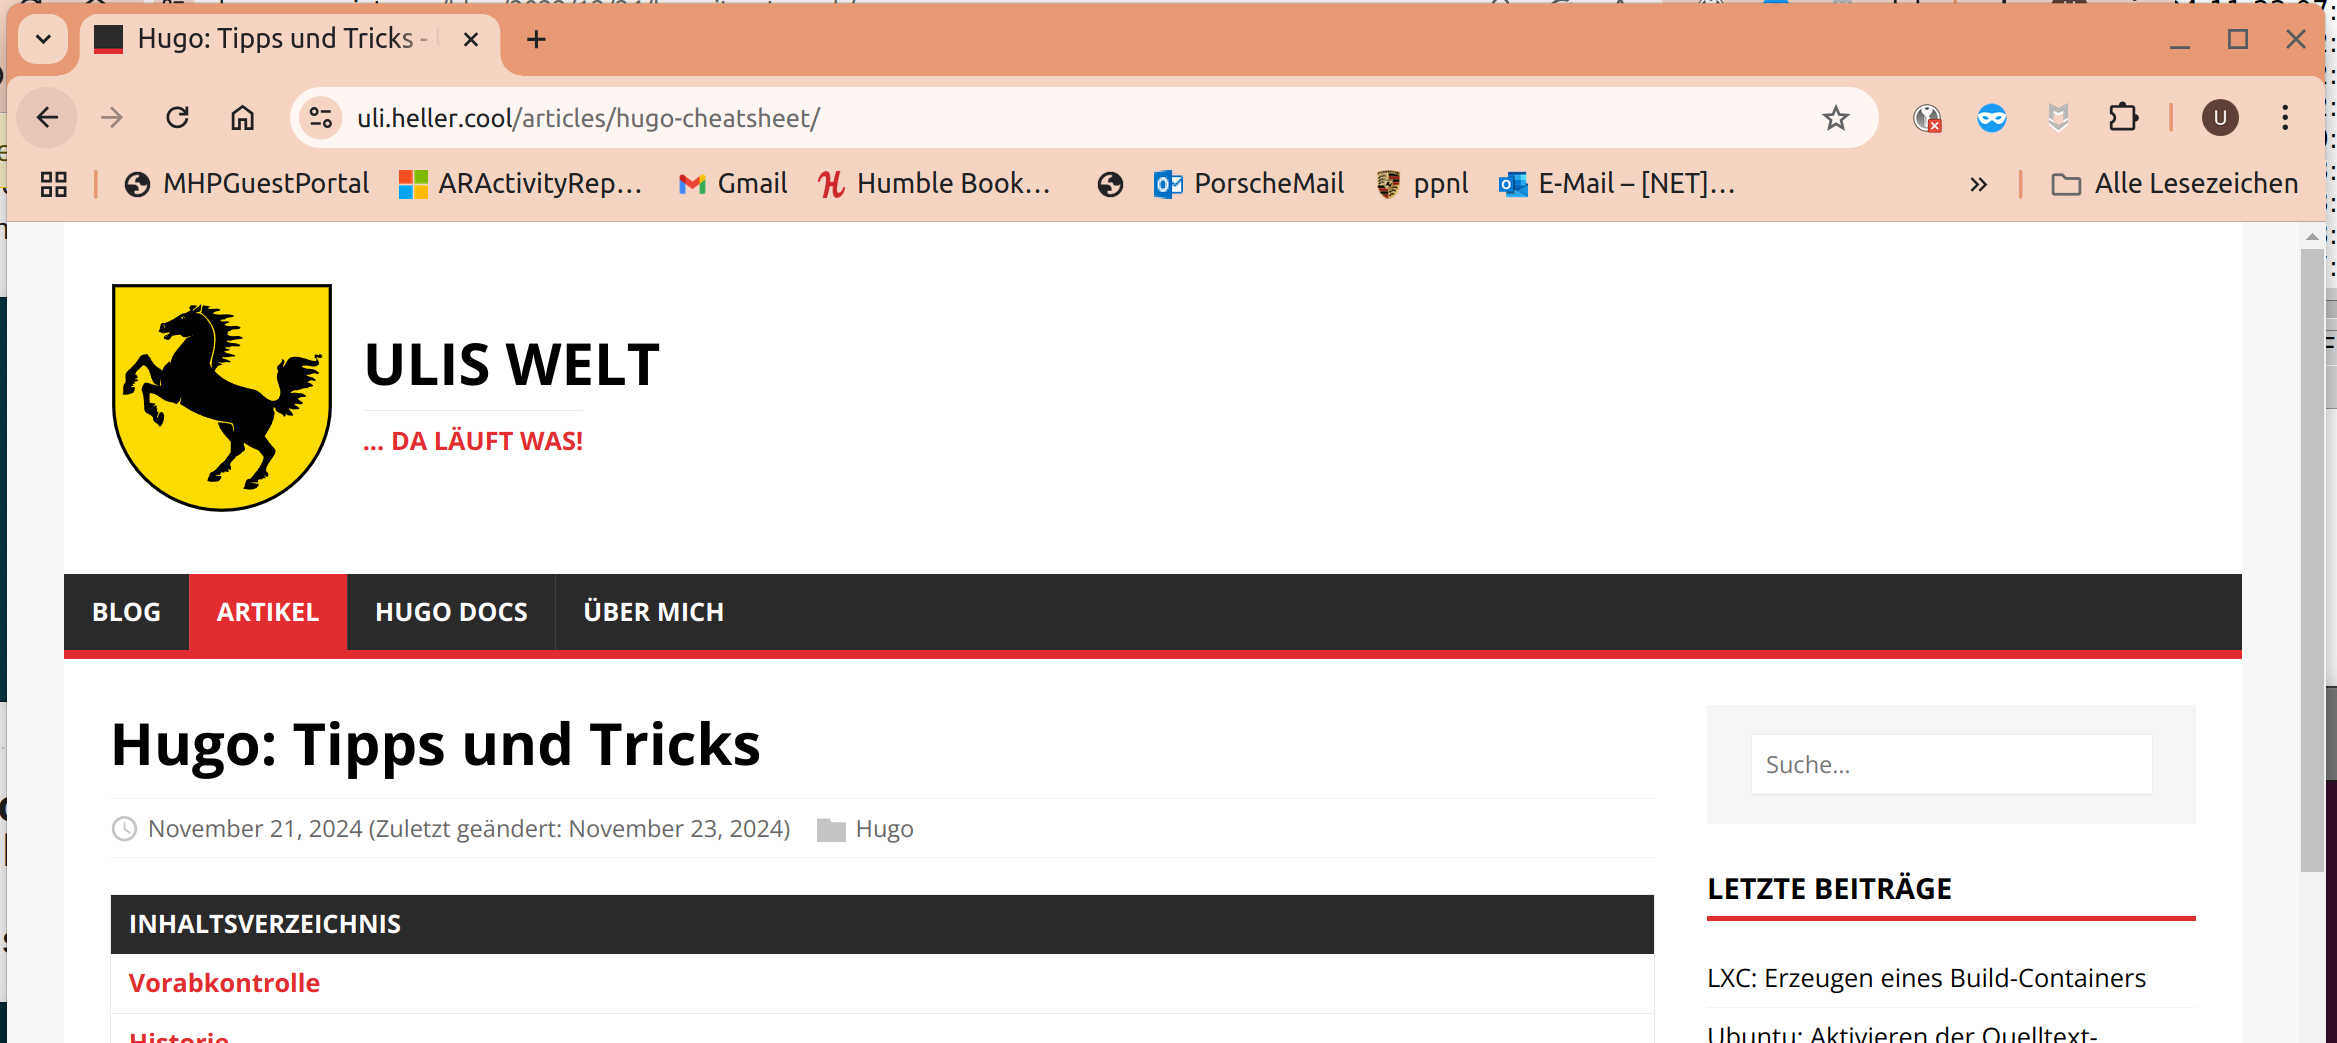 Hugo: Tipps und Tricks -
uli.heller.cool/articles/hugo-cheatsheet/
U
MHPGuestPortal
ARActivityRep...
Gmail
Humble Book...
PorscheMail
ppnl
E-Mail – [NET]...
Alle Lesezeichen
ULIS WELT
... DA LÄUFT WAS!
BLOG
ARTIKEL
HUGO DOCS
ÜBER MICH
Hugo: Tipps und Tricks
November 21, 2024 (Zuletzt geändert: November 23, 2024)
Hugo
INHALTSVERZEICHNIS
Vorabkontrolle
Historie
Suche...
LETZTE BEITRÄGE
LXC: Erzeugen eines Build-Containers
Ubuntu: Aktivieren der Quelltext-